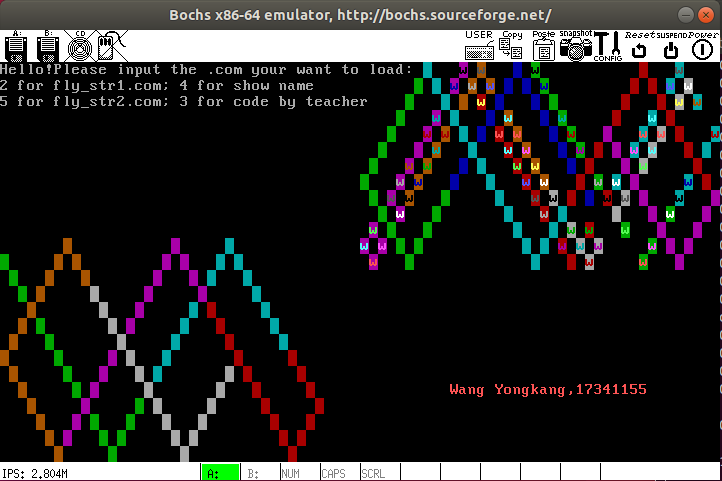 Bochs x86-64 emulator, http://bochs.sourceforge.net/
A: B: CD USER Copy Paste Snapshot CONFIG Reset SUSPEND Power
Hello!Please input the .com your want to load:
2 for fly_str1.com; 4 for show name
5 for fly_str2.com; 3 for code by teacher
Wang Yongkang,17341155
IPS: 2.804M A: B: NUM CAPS SCRL